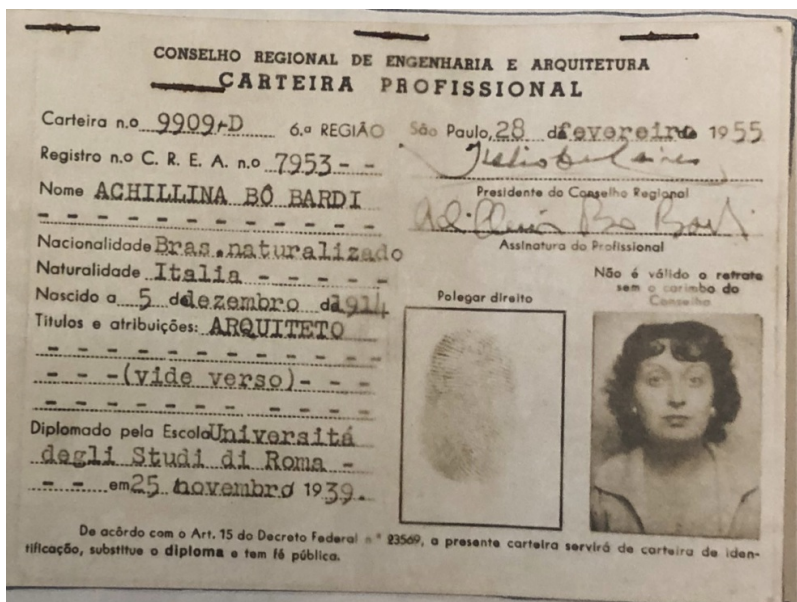 CONSELHO REGIONAL DE ENGENHARIA E ARQUITETURA
CARTEIRA PROFISSIONAL
Carteira n.o 9909-D 6.a REGIÃO
Registro n.o C. R. E. A. n.o 7953 - -
Nome ACHILLINA BÔ BARDI
- - - - - - - - - - - -
Nacionalidade Bras.naturalizado
Naturalidade Italia - - - - -
Nascido a 5 de dezembro de 1914
Titulos e atribuições: ARQUITETO
- - - - - - - - - - - -
- - -(vide verso)- - -
- - - - - - - - - - - -
Diplomado pela Escola Universitá
degli Studi di Roma -
- - em 25 novembro 1939.
São Paulo, 28 de fevereiro de 1955
Presidente do Conselho Regional
Achillina Bo Bardi
Assinatura do Profissional
Polegar direito
Não é válido o retrato
sem o carimbo do
Conselho
De acôrdo com o Art. 15 do Decreto Federal n.º 23569, a presente carteira servirá de carteira de iden-
tificação, substitue o diploma e tem fé pública.